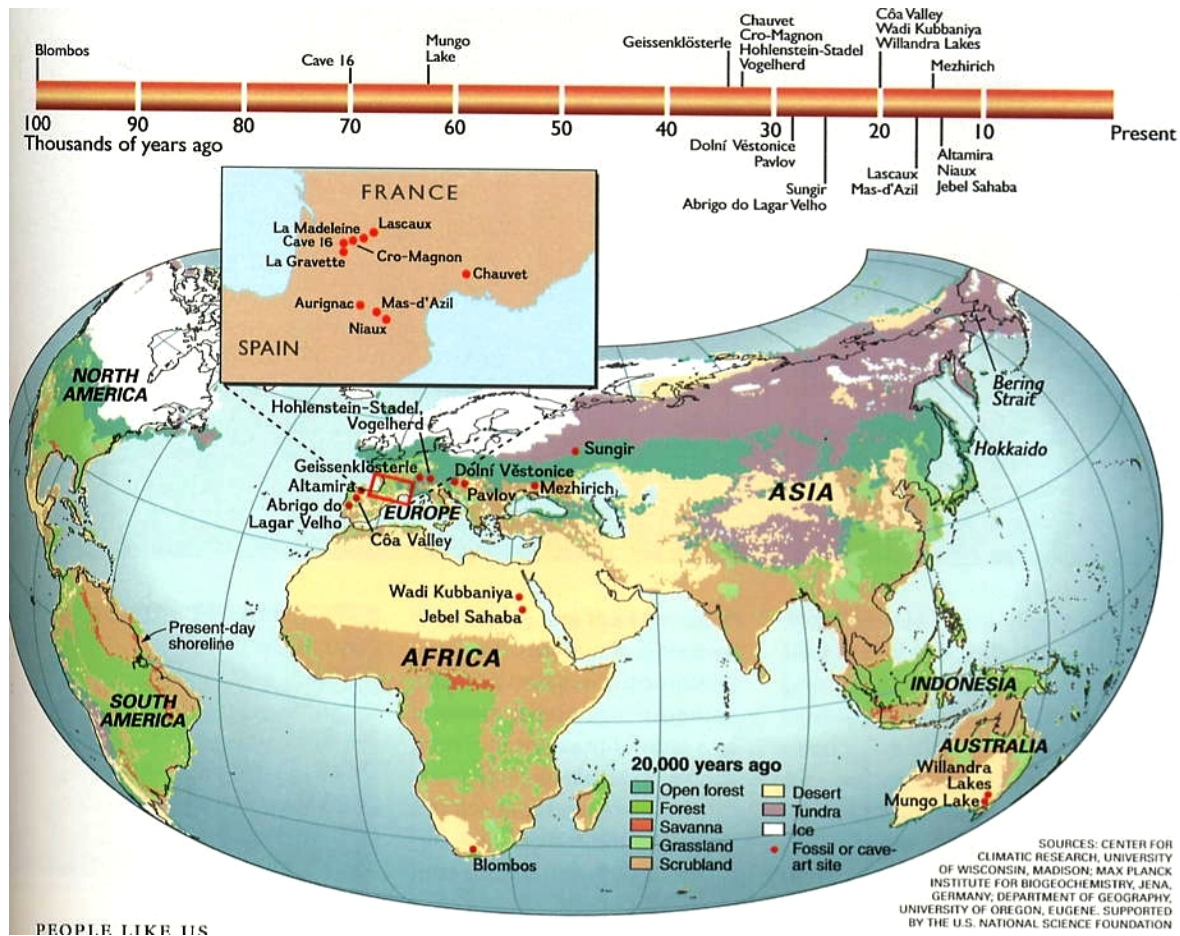 Blombos
Cave 16
Mungo
Lake
Geissenklösterle
Chauvet
Cro-Magnon
Hohlenstein-Stadel
Vogelherd
Côa Valley
Wadi Kubbaniya
Willandra Lakes
Mezhirich
100 90 80 70 60 50 40 30 20 10 Present
Thousands of years ago
Dolní Věstonice
Pavlov
Sungir
Abrigo do Lagar Velho
Lascaux
Mas-d'Azil
Altamira
Niaux
Jebel Sahaba
FRANCE
La Madeleine
Lascaux
Cave 16
Cro-Magnon
La Gravette
Chauvet
Aurignac
Mas-d'Azil
Niaux
SPAIN
NORTH
AMERICA
Bering
Strait
Hohlenstein-Stadel,
Vogelherd
Hokkaido
Sungir
Geissenklösterle
Dólní Věstonice
Altamira
Pavlov
Mezhirich
ASIA
Abrigo do
Lagar Velho
EUROPE
Côa Valley
Wadi Kubbaniya
Jebel Sahaba
Present-day
shoreline
AFRICA
SOUTH
AMERICA
INDONESIA
AUSTRALIA
Willandra
Lakes
Mungo Lake
20,000 years ago
Open forest
Forest
Savanna
Grassland
Scrubland
Desert
Tundra
Ice
Fossil or cave-
art site
Blombos
SOURCES: CENTER FOR
CLIMATIC RESEARCH, UNIVERSITY
OF WISCONSIN, MADISON; MAX PLANCK
INSTITUTE FOR BIOGEOCHEMISTRY, JENA,
GERMANY; DEPARTMENT OF GEOGRAPHY,
UNIVERSITY OF OREGON, EUGENE. SUPPORTED
BY THE U.S. NATIONAL SCIENCE FOUNDATION
PEOPLE LIKE US